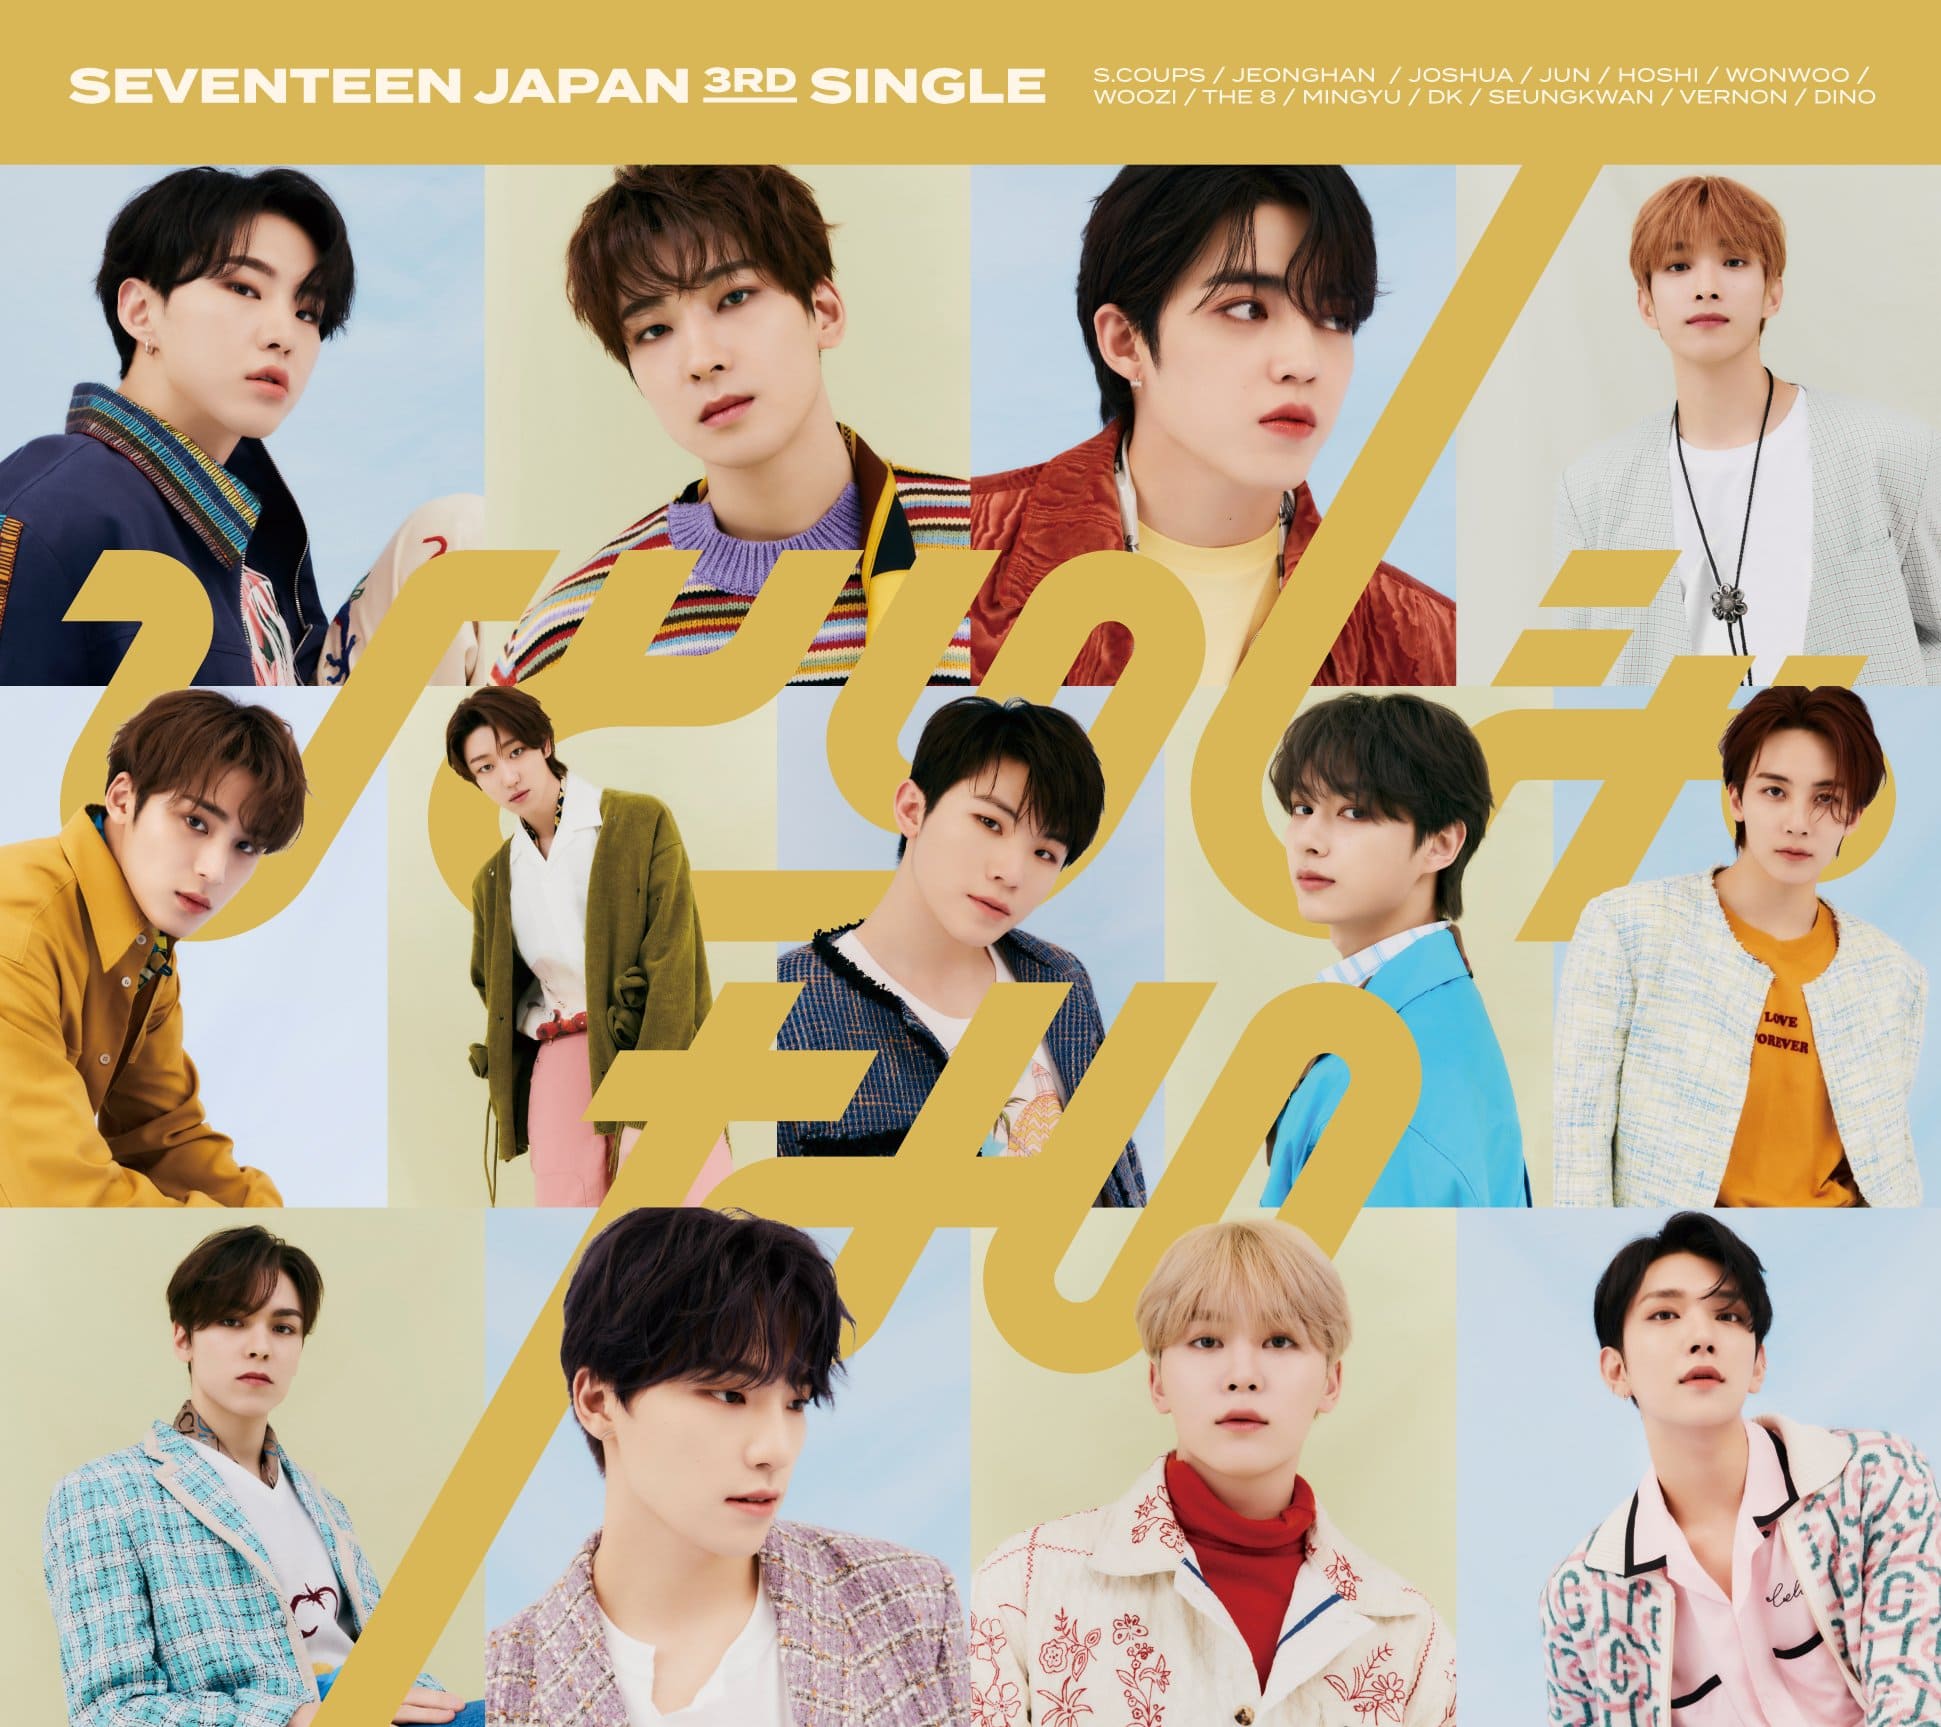 SEVENTEEN JAPAN 3RD SINGLE
S.COUPS / JEONGHAN / JOSHUA / JUN / HOSHI / WONWOO /
WOOZI / THE 8 / MINGYU / DK / SEUNGKWAN / VERNON / DINO
ひとりじゃ
ない
LOVE
FOREVER